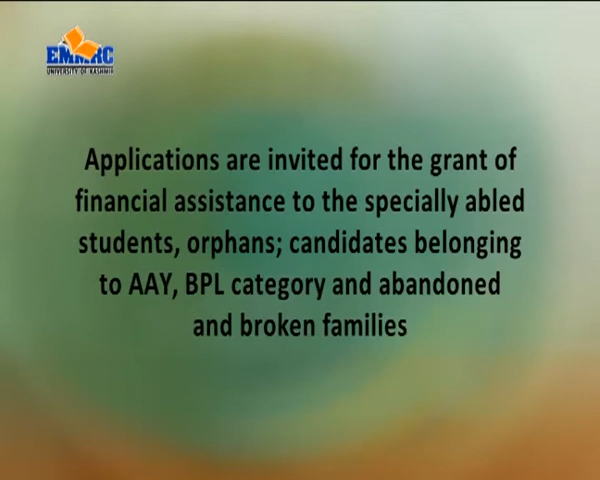 EMMRC
UNIVERSITY OF KASHMIR
Applications are invited for the grant of
financial assistance to the specially abled
students, orphans; candidates belonging
to AAY, BPL category and abandoned
and broken families